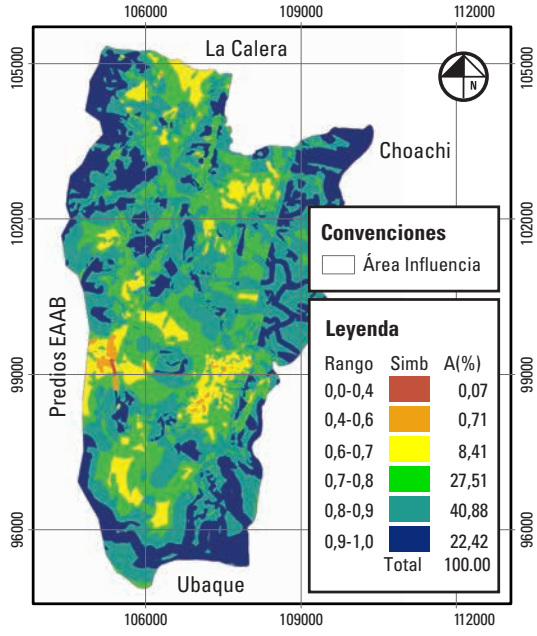 106000 109000 112000
105000 105000
La Calera
N
Choachi
102000 102000
Convenciones
Área Influencia
Predios EAAB
Leyenda
Rango Simb A(%)
0,0-0,4 0,07
99000 99000
0,4-0,6 0,71
0,6-0,7 8,41
0,7-0,8 27,51
0,8-0,9 40,88
96000 96000
0,9-1,0 22,42
Total 100.00
Ubaque
106000 109000 112000